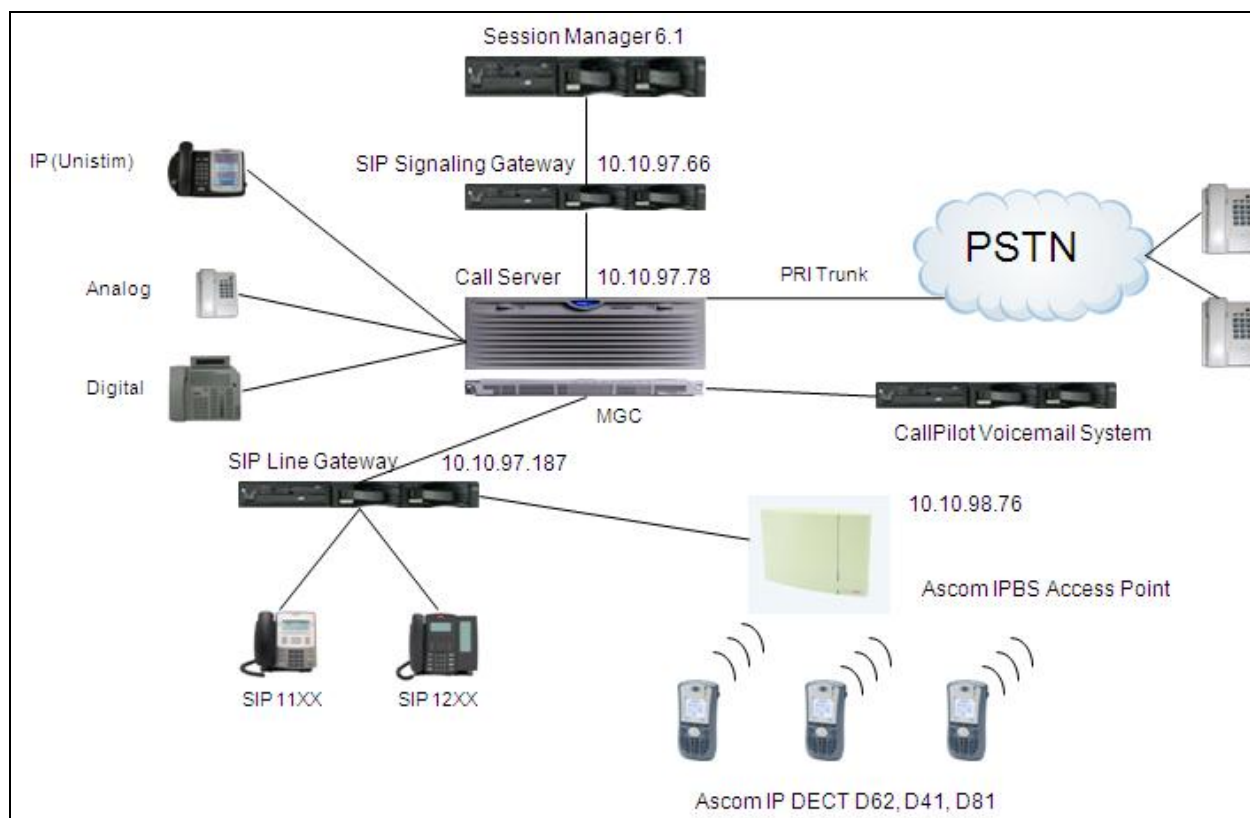 Session Manager 6.1
IP (Unistim)
SIP Signaling Gateway 10.10.97.66
PSTN
Call Server 10.10.97.78
PRI Trunk
Analog
Digital
MGC
CallPilot Voicemail System
SIP Line Gateway 10.10.97.187
10.10.98.76
Ascom IPBS Access Point
SIP 11XX
SIP 12XX
Ascom IP DECT D62, D41, D81